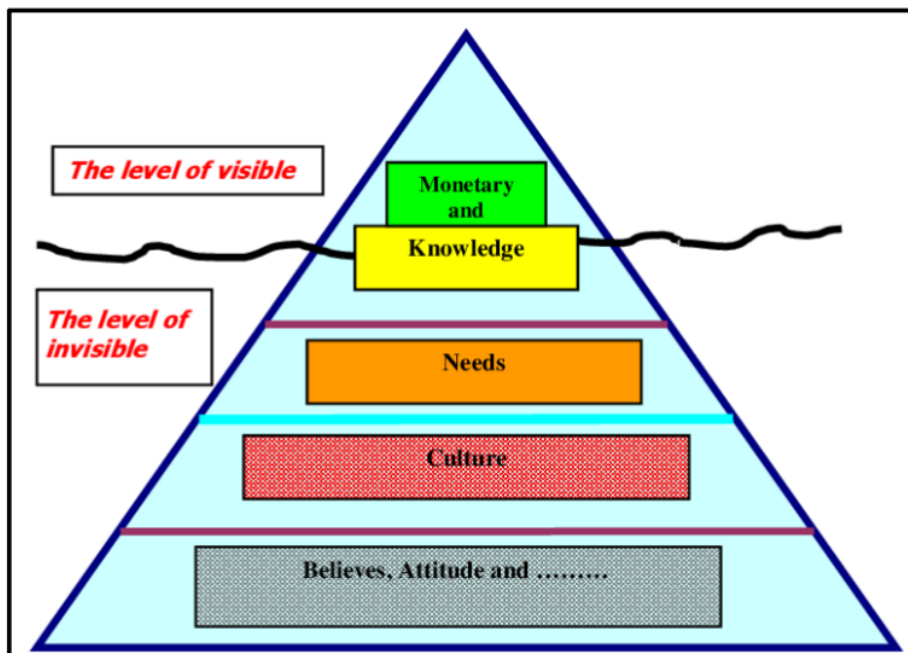 The level of visible
Monetary
and
Knowledge
The level of
invisible
Needs
Culture
Believes, Attitude and .........